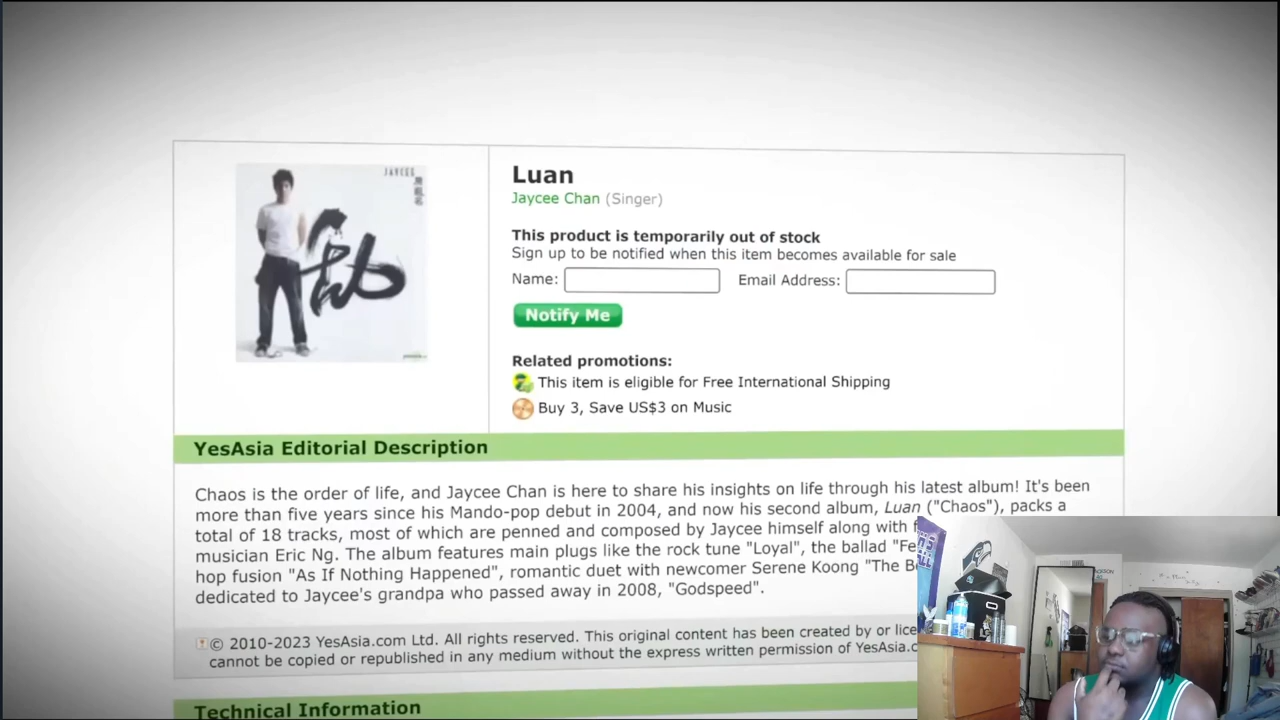 JAYCEE
房祖名
乱
Luan
Jaycee Chan (Singer)
This product is temporarily out of stock
Sign up to be notified when this item becomes available for sale
Name:
Email Address:
Notify Me
Related promotions:
This item is eligible for Free International Shipping
Buy 3, Save US$3 on Music
YesAsia Editorial Description
Chaos is the order of life, and Jaycee Chan is here to share his insights on life through his latest album! It's been
more than five years since his Mando-pop debut in 2004, and now his second album, Luan ("Chaos"), packs a
total of 18 tracks, most of which are penned and composed by Jaycee himself along with
musician Eric Ng. The album features main plugs like the rock tune "Loyal", the ballad "Fe
hop fusion "As If Nothing Happened", romantic duet with newcomer Serene Koong "The B
dedicated to Jaycee's grandpa who passed away in 2008, "Godspeed".
© 2010-2023 YesAsia.com Ltd. All rights reserved. This original content has been created by or lice
cannot be copied or republished in any medium without the express written permission of YesAsia.c
Technical Information